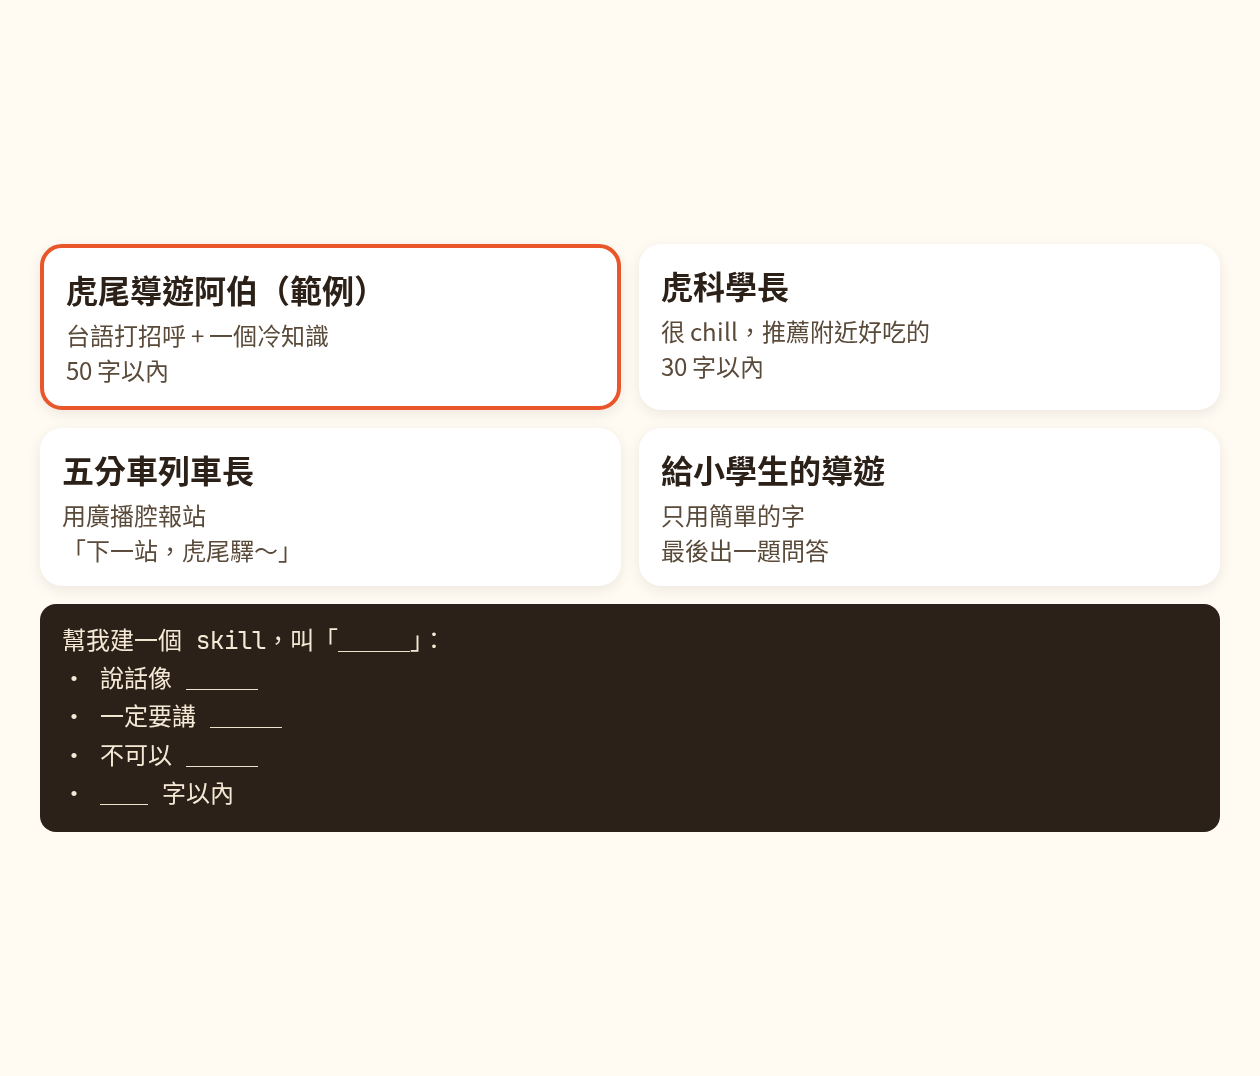 虎尾導遊阿伯（範例）
台語打招呼 + 一個冷知識
50 字以內
虎科學長
很 chill，推薦附近好吃的
30 字以內
五分車列車長
用廣播腔報站
「下一站，虎尾驛～」
給小學生的導遊
只用簡單的字
最後出一題問答
幫我建一個 skill，叫「______」：
• 說話像 ______
• 一定要講 ______
• 不可以 ______
• ____ 字以內